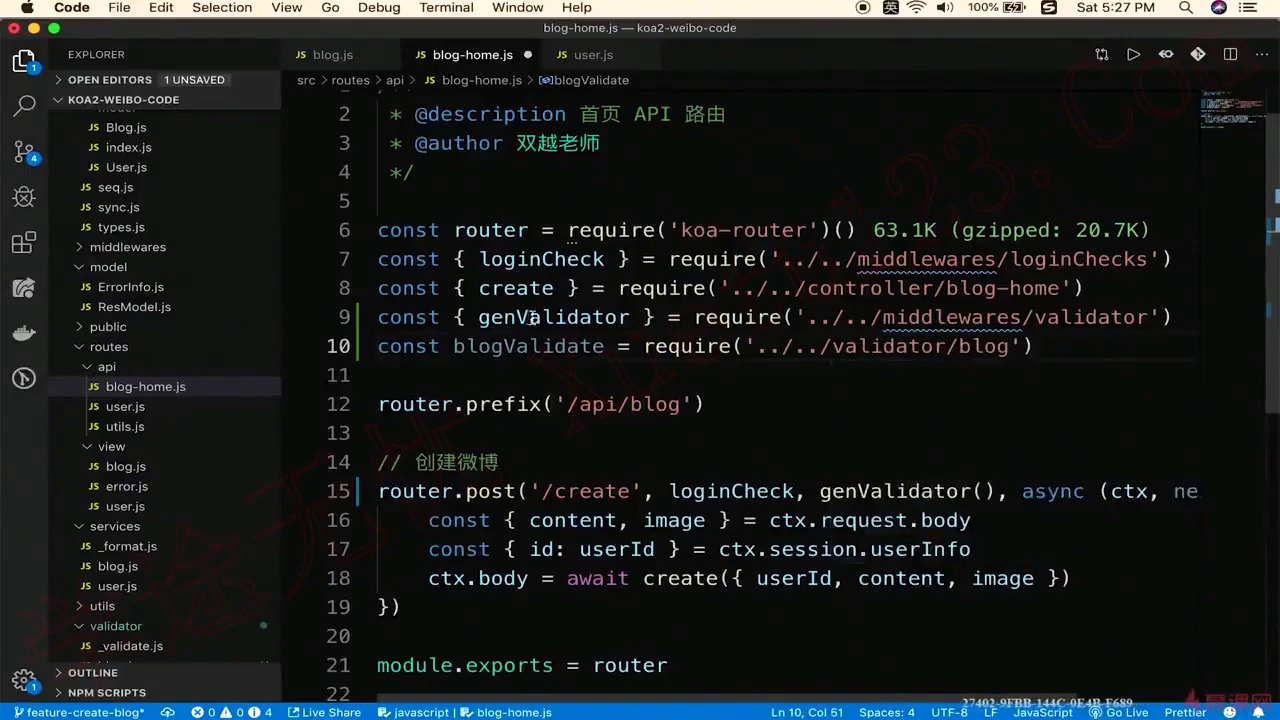 Code File Edit Selection View Go Debug Terminal Window Help 英 100% Sat 5:27 PM
blog-home.js — koa2-weibo-code
EXPLORER
OPEN EDITORS 1 UNSAVED
KOA2-WEIBO-CODE
Blog.js
index.js
User.js
seq.js
sync.js
types.js
middlewares
model
ErrorInfo.js
ResModel.js
public
routes
api
blog-home.js
user.js
utils.js
view
blog.js
error.js
user.js
services
_format.js
blog.js
user.js
utils
validator
_validate.js
OUTLINE
NPM SCRIPTS
blog.js blog-home.js user.js
src > routes > api > blog-home.js > blogValidate
2 * @description 首页 API 路由
3 * @author 双越老师
4 */
5
6 const router = require('koa-router')() 63.1K (gzipped: 20.7K)
7 const { loginCheck } = require('../../middlewares/loginChecks')
8 const { create } = require('../../controller/blog-home')
9 const { genValidator } = require('../../middlewares/validator')
10 const blogValidate = require('../../validator/blog')
11
12 router.prefix('/api/blog')
13
14 // 创建微博
15 router.post('/create', loginCheck, genValidator(), async (ctx, ne
16 const { content, image } = ctx.request.body
17 const { id: userId } = ctx.session.userInfo
18 ctx.body = await create({ userId, content, image })
19 })
20
21 module.exports = router
22
feature-create-blog* 0 0 4 Live Share javascript | blog-home.js Ln 10, Col 51 Spaces: 4 UTF-8 LF JavaScript Go Live Prettier